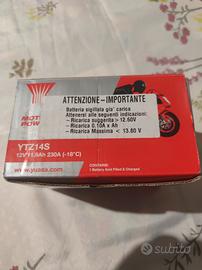 ATTENZIONE-IMPORTANTE
Batteria sigillata gia' carica
Attenersi alle seguenti indicazioni:
- Ricarica suggerita > 12.60V
- Ricarica 0.10A x Ah
- Ricarica Massima < 13.80 V
MOT
POW
YTZ14S
12V 11,8Ah 230A (-18°C)
www.yuasa.com
CONTAINS:
1 Battery Acid Filled & Charged
subito